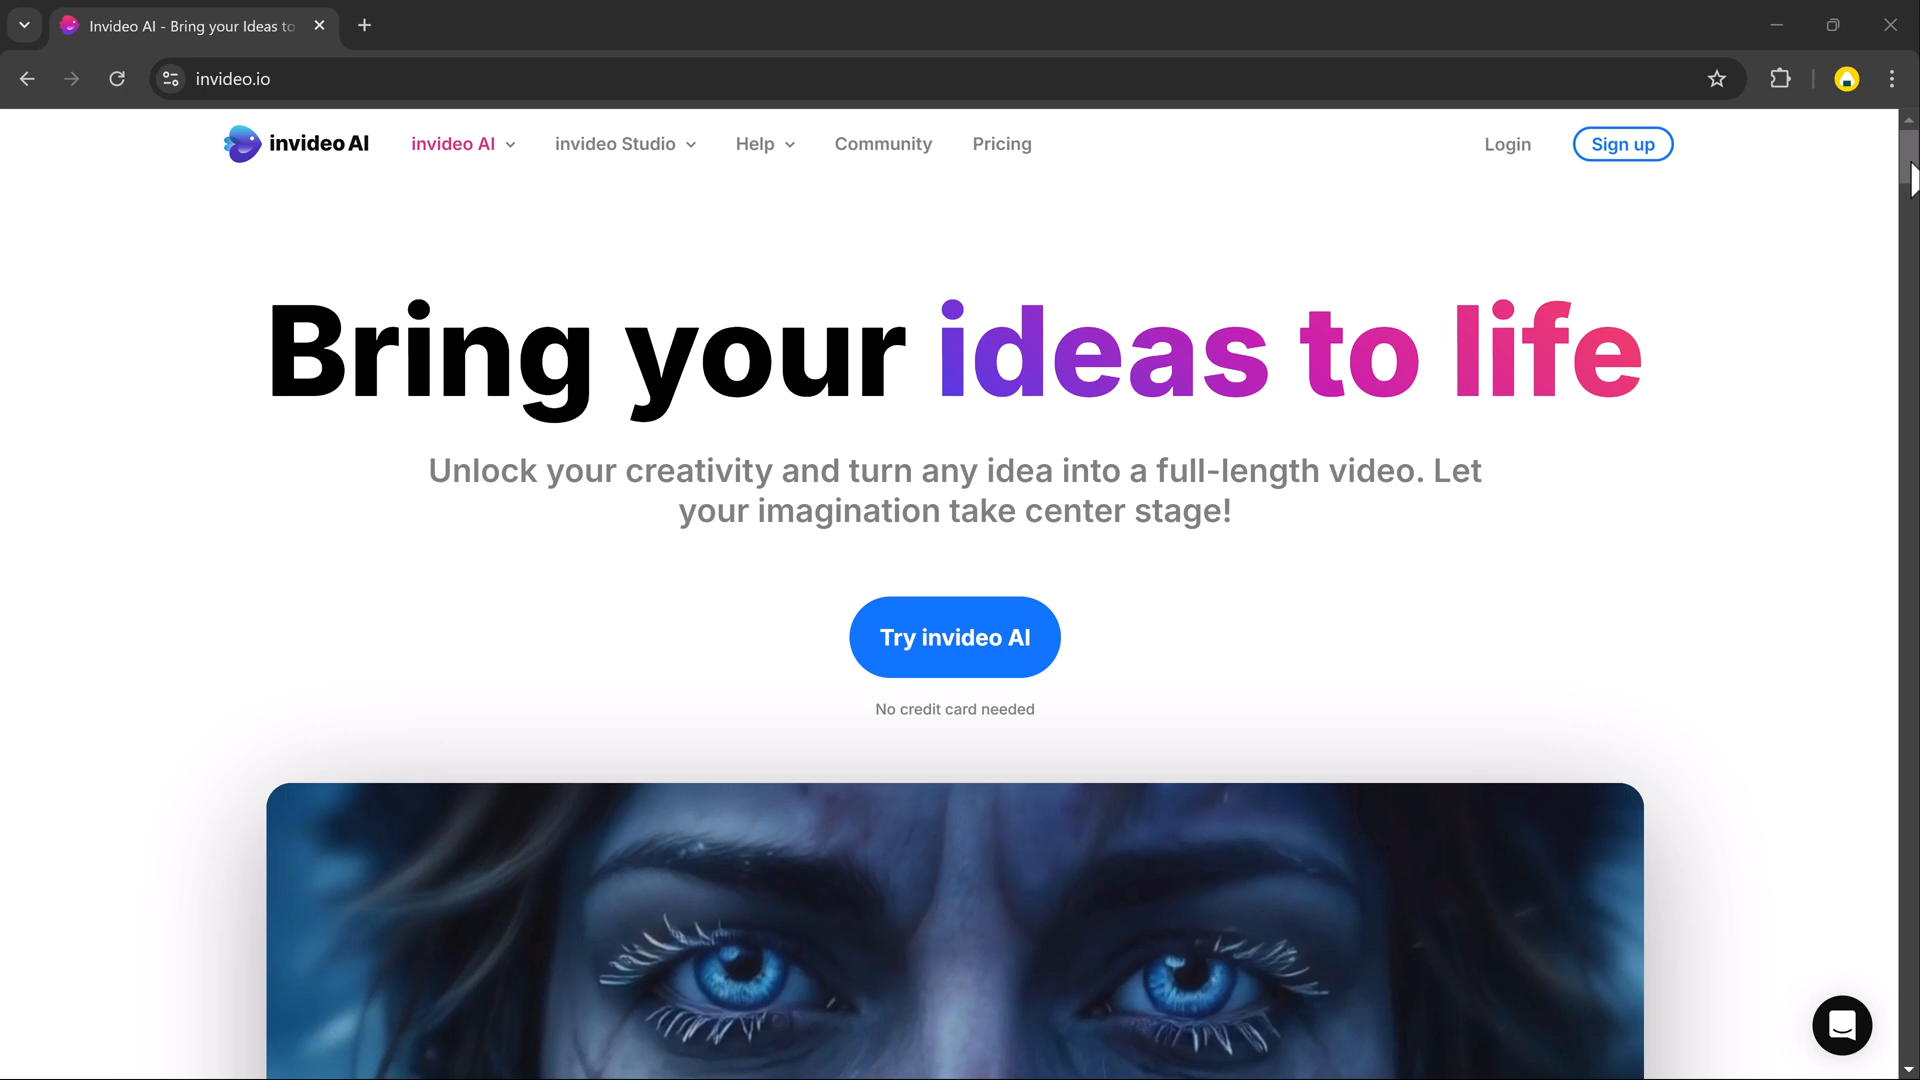 Invideo AI - Bring your Ideas to
invideo.io
invideo AI
invideo AI
invideo Studio
Help
Community
Pricing
Login
Sign up
Bring your ideas to life
Unlock your creativity and turn any idea into a full-length video. Let
your imagination take center stage!
Try invideo AI
No credit card needed